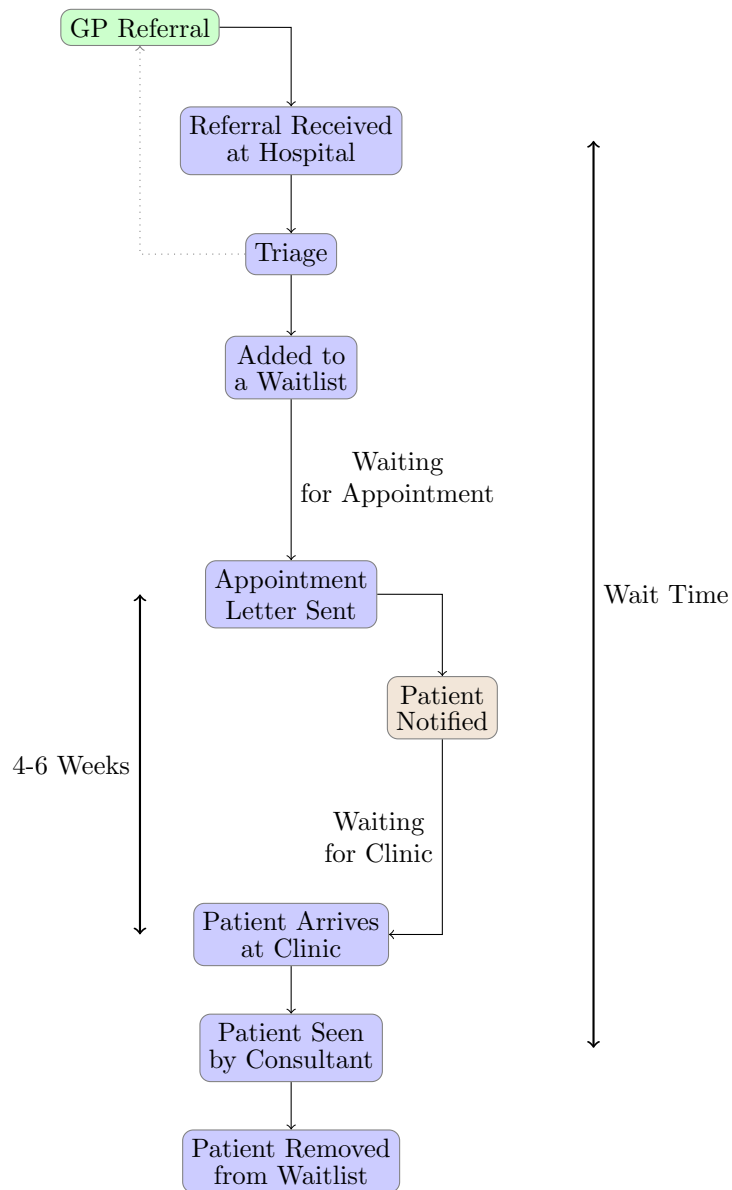 GP Referral
Referral Received
at Hospital
Triage
Added to
a Waitlist
Waiting
for Appointment
Appointment
Letter Sent
Wait Time
Patient
Notified
4-6 Weeks
Waiting
for Clinic
Patient Arrives
at Clinic
Patient Seen
by Consultant
Patient Removed
from Waitlist